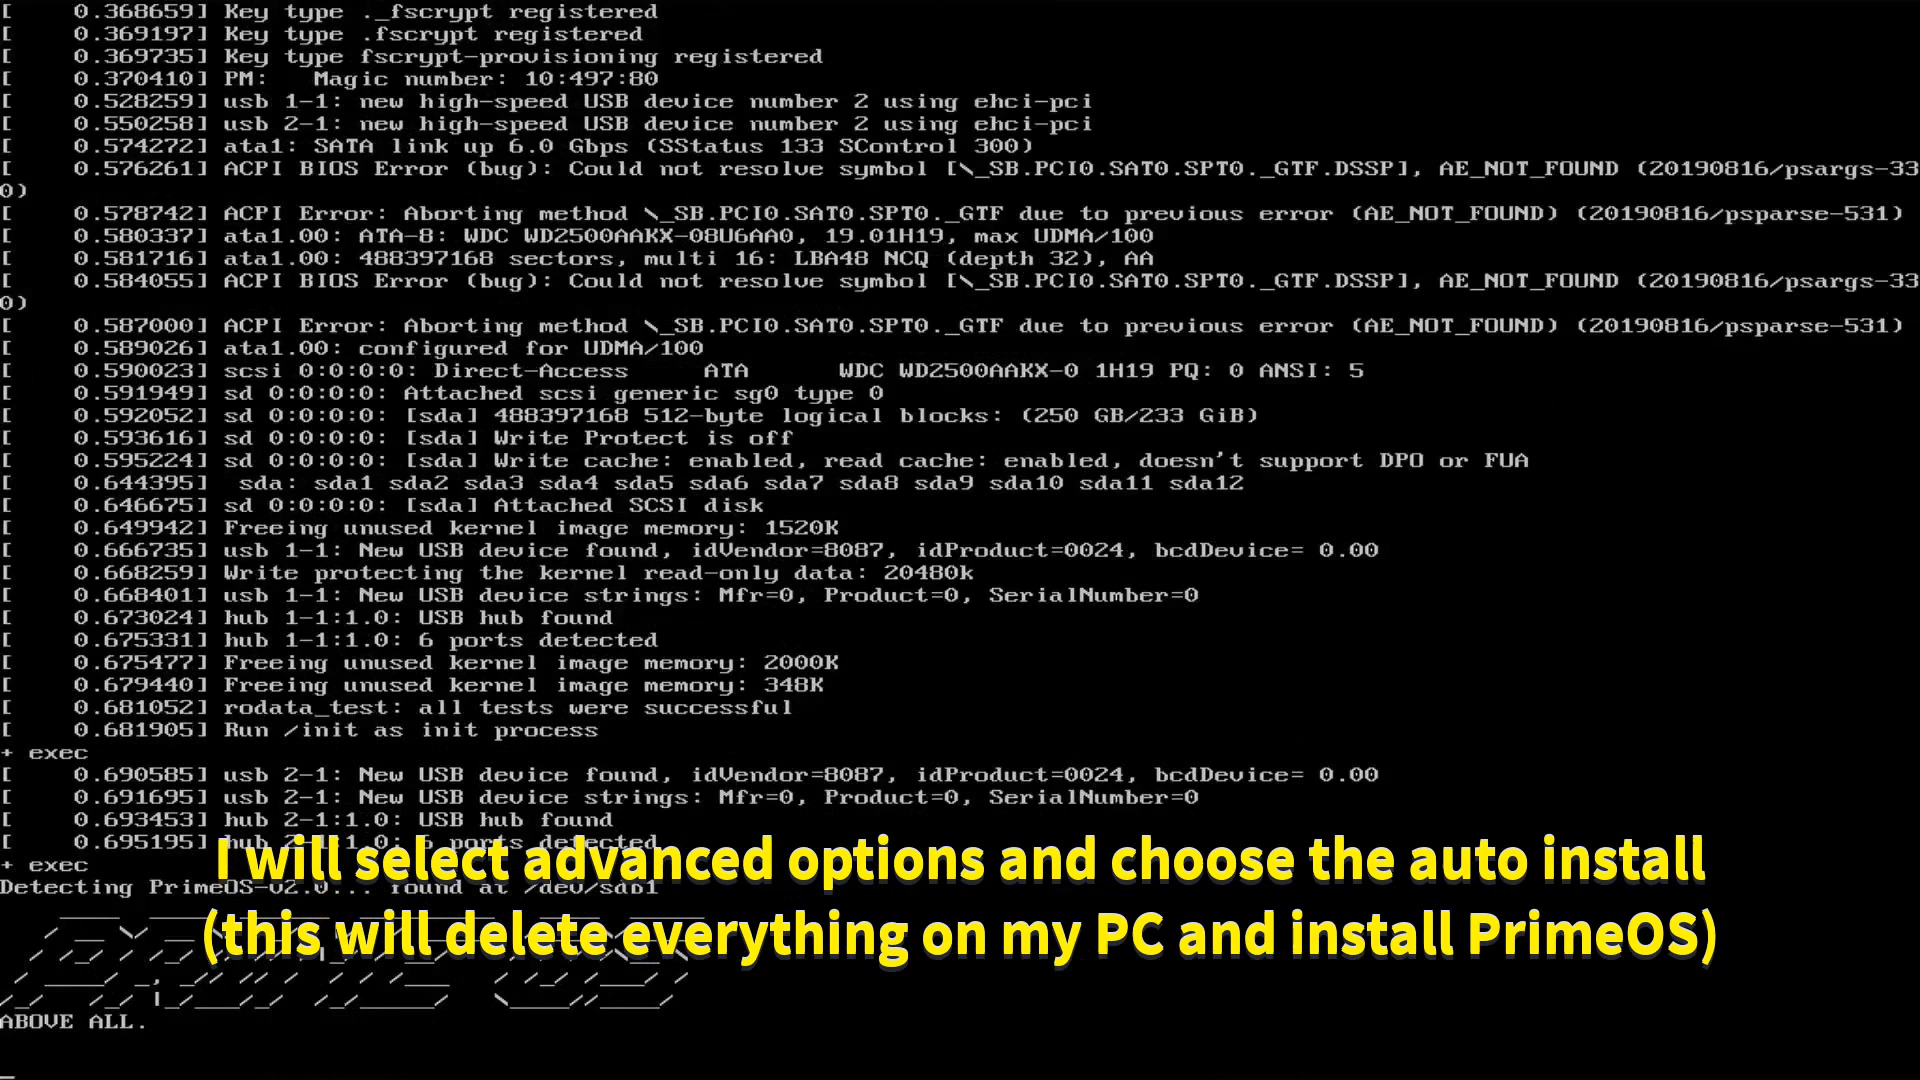 [    0.368659] Key type ._fscrypt registered
[    0.369197] Key type .fscrypt registered
[    0.369735] Key type fscrypt-provisioning registered
[    0.370410] PM:   Magic number: 10:497:80
[    0.528259] usb 1-1: new high-speed USB device number 2 using ehci-pci
[    0.550258] usb 2-1: new high-speed USB device number 2 using ehci-pci
[    0.574272] ata1: SATA link up 6.0 Gbps (SStatus 133 SControl 300)
[    0.576261] ACPI BIOS Error (bug): Could not resolve symbol [\_SB.PCI0.SAT0.SPT0._GTF.DSSP], AE_NOT_FOUND (20190816/psargs-33
0)
[    0.578742] ACPI Error: Aborting method \_SB.PCI0.SAT0.SPT0._GTF due to previous error (AE_NOT_FOUND) (20190816/psparse-531)
[    0.580337] ata1.00: ATA-8: WDC WD2500AAKX-08U6AA0, 19.01H19, max UDMA/100
[    0.581716] ata1.00: 488397168 sectors, multi 16: LBA48 NCQ (depth 32), AA
[    0.584055] ACPI BIOS Error (bug): Could not resolve symbol [\_SB.PCI0.SAT0.SPT0._GTF.DSSP], AE_NOT_FOUND (20190816/psargs-33
0)
[    0.587000] ACPI Error: Aborting method \_SB.PCI0.SAT0.SPT0._GTF due to previous error (AE_NOT_FOUND) (20190816/psparse-531)
[    0.589026] ata1.00: configured for UDMA/100
[    0.590023] scsi 0:0:0:0: Direct-Access     ATA      WDC WD2500AAKX-0 1H19 PQ: 0 ANSI: 5
[    0.591949] sd 0:0:0:0: Attached scsi generic sg0 type 0
[    0.592052] sd 0:0:0:0: [sda] 488397168 512-byte logical blocks: (250 GB/233 GiB)
[    0.593616] sd 0:0:0:0: [sda] Write Protect is off
[    0.595224] sd 0:0:0:0: [sda] Write cache: enabled, read cache: enabled, doesn't support DPO or FUA
[    0.644395]  sda: sda1 sda2 sda3 sda4 sda5 sda6 sda7 sda8 sda9 sda10 sda11 sda12
[    0.646675] sd 0:0:0:0: [sda] Attached SCSI disk
[    0.649942] Freeing unused kernel image memory: 1520K
[    0.666735] usb 1-1: New USB device found, idVendor=8087, idProduct=0024, bcdDevice= 0.00
[    0.668259] Write protecting the kernel read-only data: 20480k
[    0.668401] usb 1-1: New USB device strings: Mfr=0, Product=0, SerialNumber=0
[    0.673024] hub 1-1:1.0: USB hub found
[    0.675331] hub 1-1:1.0: 6 ports detected
[    0.675477] Freeing unused kernel image memory: 2000K
[    0.679440] Freeing unused kernel image memory: 348K
[    0.681052] rodata_test: all tests were successful
[    0.681905] Run /init as init process
+ exec
[    0.690585] usb 2-1: New USB device found, idVendor=8087, idProduct=0024, bcdDevice= 0.00
[    0.691695] usb 2-1: New USB device strings: Mfr=0, Product=0, SerialNumber=0
[    0.693453] hub 2-1:1.0: USB hub found
[    0.695195] hub 2-1:1.0: 6 ports detected
+ exec
Detecting PrimeOS-v2.0... found at /dev/sdb1
I will select advanced options and choose the auto install
(this will delete everything on my PC and install PrimeOS)
PRIME OS
ABOVE ALL.